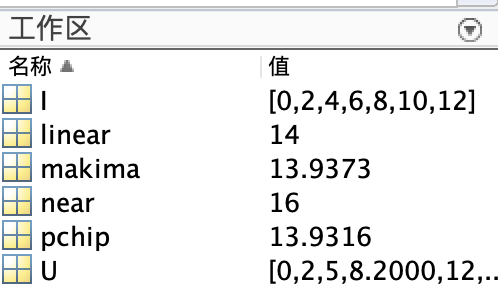 工作区
名称 值
I [0,2,4,6,8,10,12]
linear 14
makima 13.9373
near 16
pchip 13.9316
U [0,2,5,8.2000,12,..